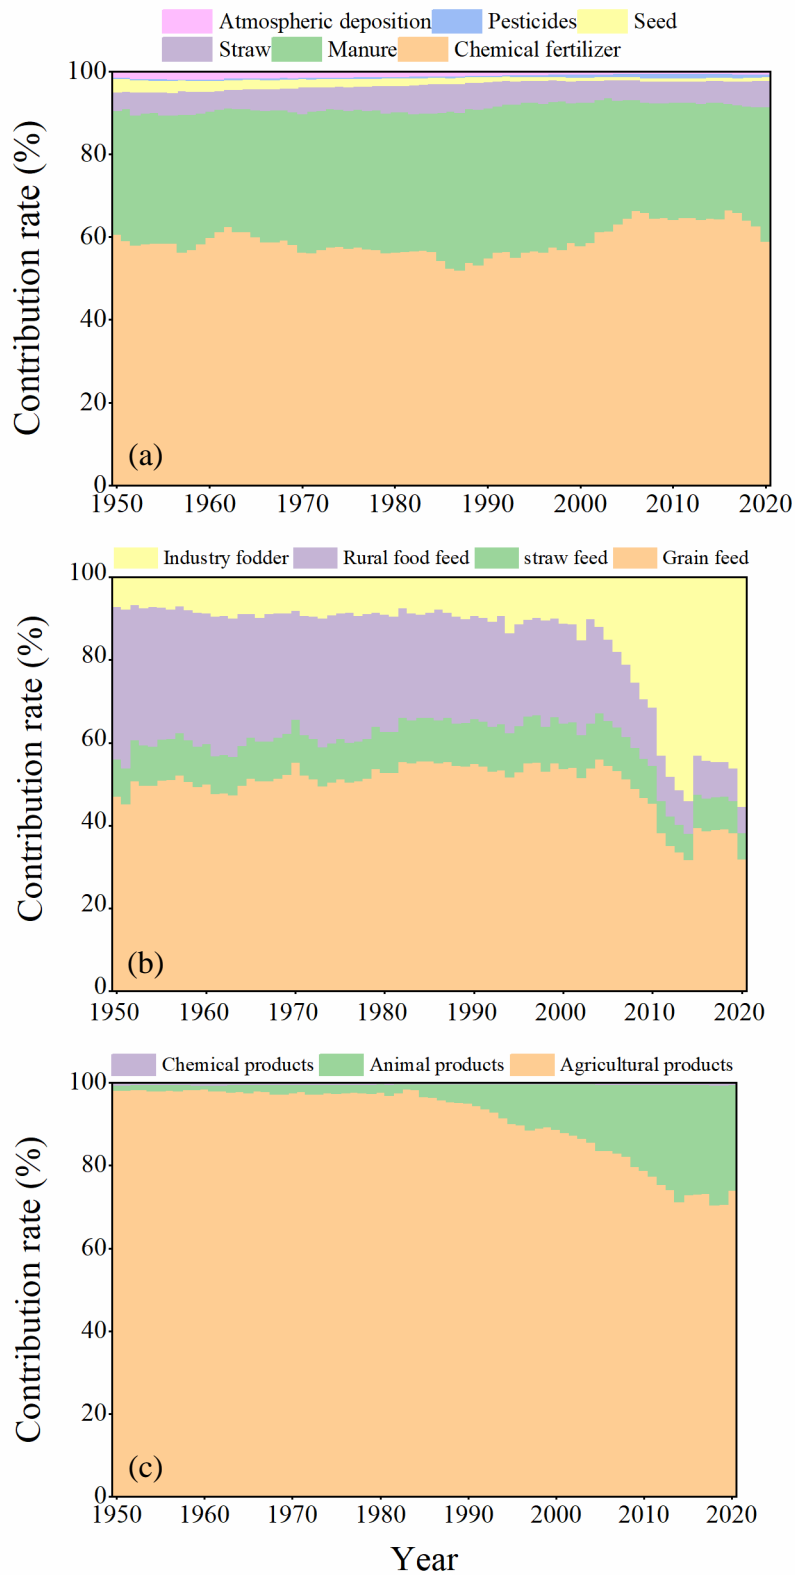 Atmospheric deposition Pesticides Seed
Straw Manure Chemical fertilizer
100
80
60
40
20
0
Contribution rate (%)
(a)
1950 1960 1970 1980 1990 2000 2010 2020
Industry fodder Rural food feed straw feed Grain feed
100
80
60
40
20
0
Contribution rate (%)
(b)
1950 1960 1970 1980 1990 2000 2010 2020
Chemical products Animal products Agricultural products
100
80
60
40
20
0
Contribution rate (%)
(c)
1950 1960 1970 1980 1990 2000 2010 2020
Year